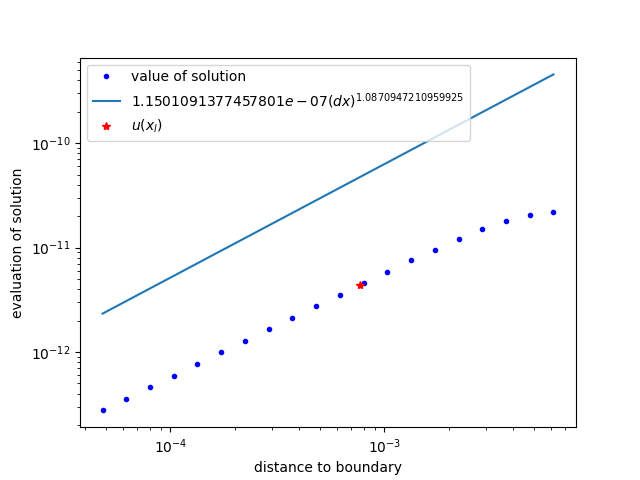 value of solution
1.1501091377457801e − 07(dx)^1.0870947210959925
u(x_l)
evaluation of solution
10^−10
10^−11
10^−12
10^−4
10^−3
distance to boundary